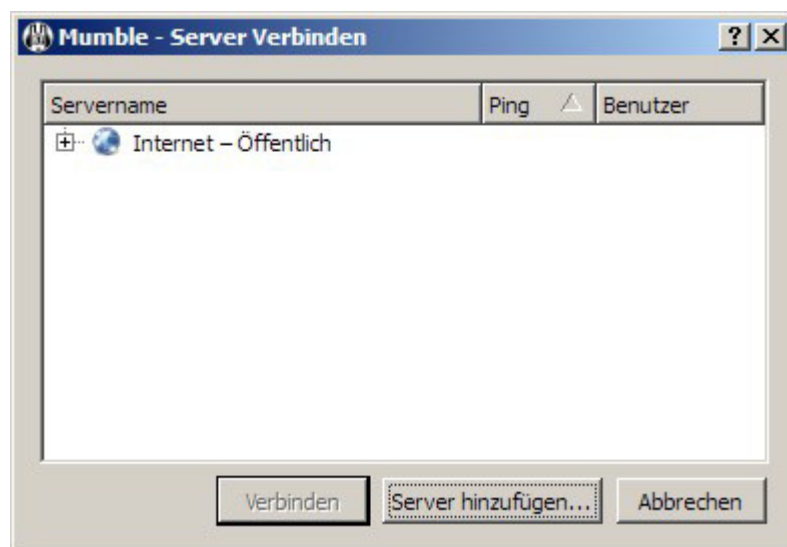 Mumble - Server Verbinden
Servername Ping Benutzer
Internet – Öffentlich
Verbinden Server hinzufügen... Abbrechen